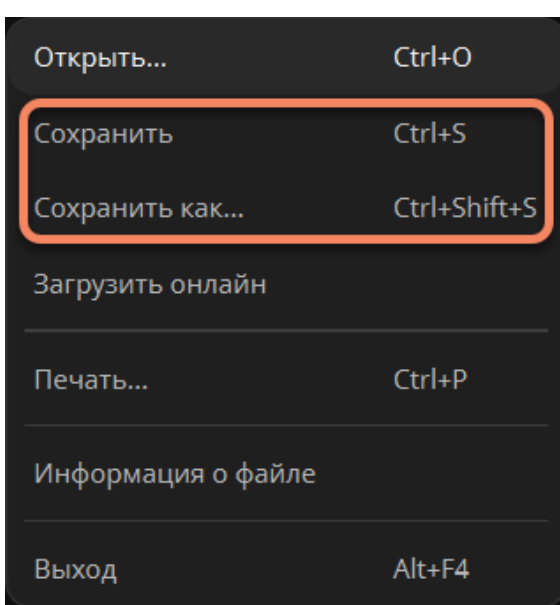 Открыть... Ctrl+O
Сохранить Ctrl+S
Сохранить как... Ctrl+Shift+S
Загрузить онлайн
Печать... Ctrl+P
Информация о файле
Выход Alt+F4